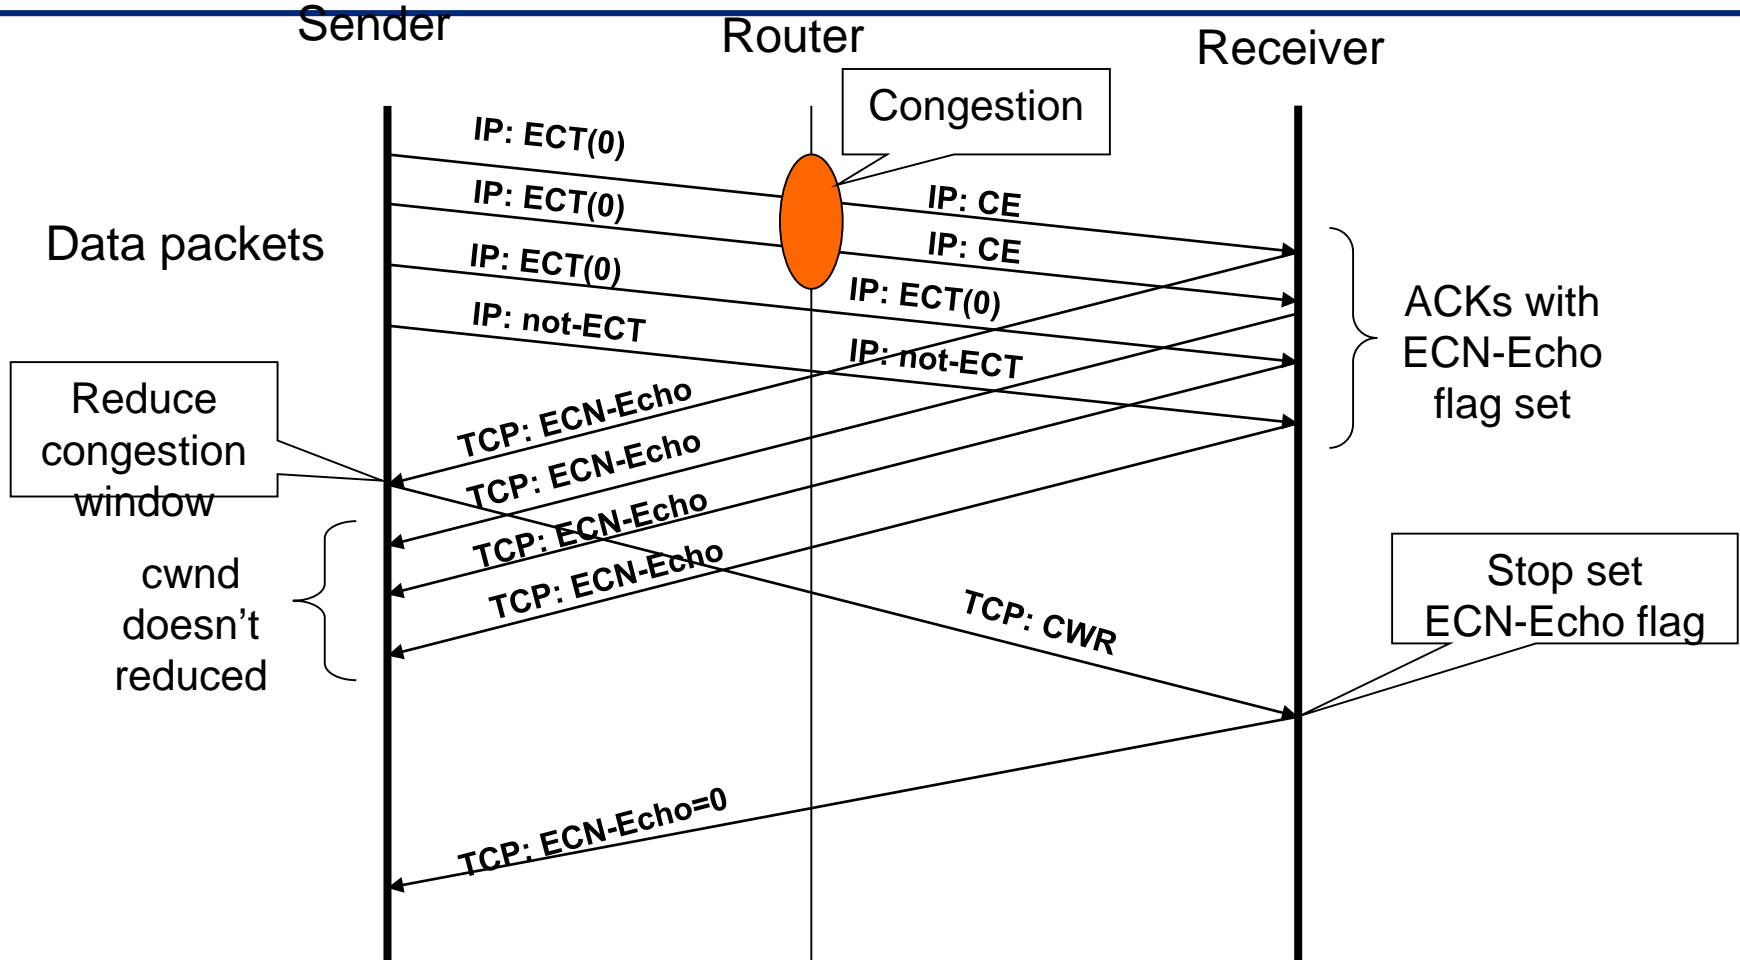 Sender
Router
Receiver
Congestion
IP: ECT(0)
IP: ECT(0)
IP: CE
Data packets
IP: CE
IP: ECT(0)
IP: ECT(0)
IP: not-ECT
IP: not-ECT
ACKs with
ECN-Echo
flag set
Reduce
congestion
window
TCP: ECN-Echo
TCP: ECN-Echo
TCP: ECN-Echo
TCP: ECN-Echo
cwnd
doesn’t
reduced
TCP: CWR
Stop set
ECN-Echo flag
TCP: ECN-Echo=0